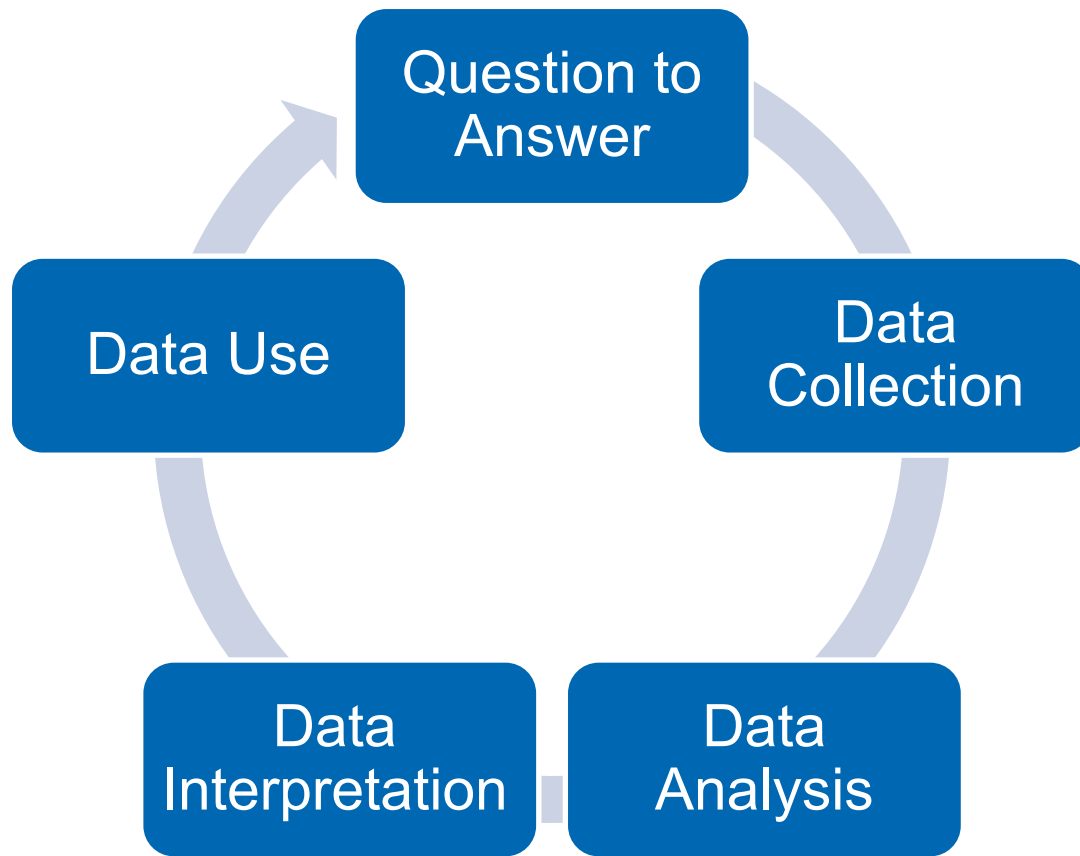 Question to
Answer
Data
Collection
Data
Analysis
Data
Interpretation
Data Use